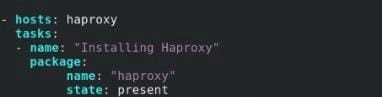 - hosts: haproxy
  tasks:
  - name: "Installing Haproxy"
    package:
         name: "haproxy"
         state: present